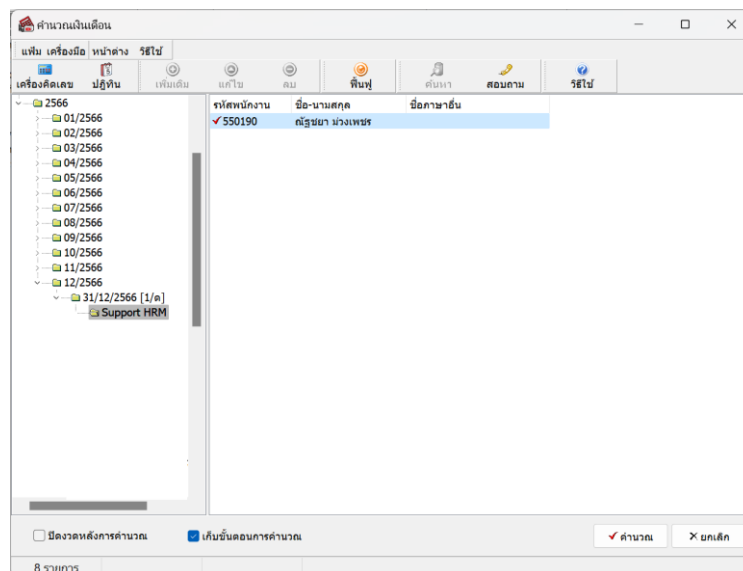 คำนวณเงินเดือน
แฟ้ม เครื่องมือ หน้าต่าง วิธีใช้
เครื่องคิดเลข ปฏิทิน เพิ่มเติม แก้ไข ลบ ฟื้นฟู ค้นหา สอบถาม วิธีใช้
2566
01/2566
02/2566
03/2566
04/2566
05/2566
06/2566
07/2566
08/2566
09/2566
10/2566
11/2566
12/2566
31/12/2566 [1/ด]
Support HRM
รหัสพนักงาน ชื่อ-นามสกุล ชื่อภาษาอื่น
550190 ณัฐชยา ม่วงเพชร
ปิดงวดหลังการคำนวณ เก็บขั้นตอนการคำนวณ คำนวณ ยกเลิก
8 รายการ